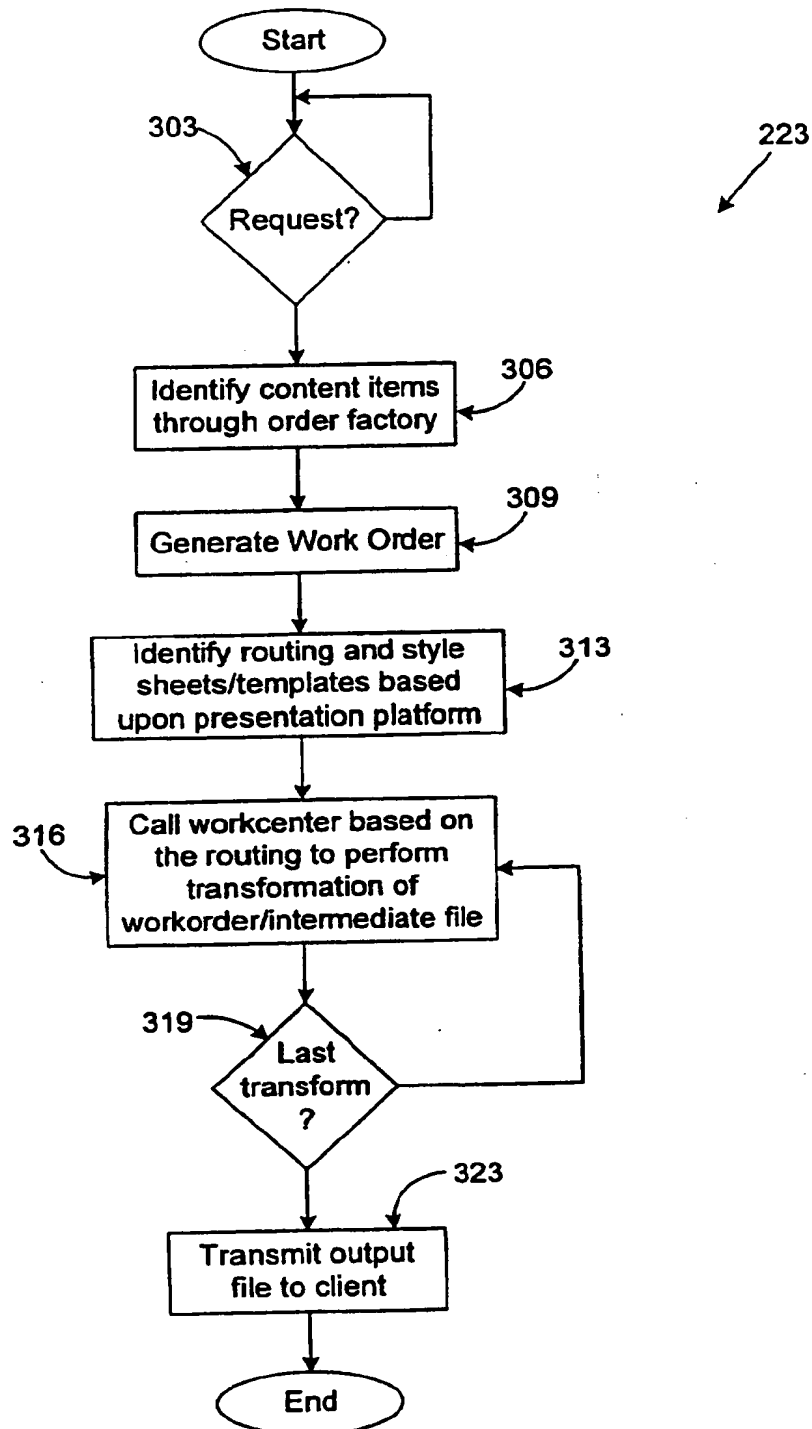 Start
303
223
Request?
Identify content items
through order factory
306
Generate Work Order
309
Identify routing and style
sheets/templates based
upon presentation platform
313
316
Call workcenter based on
the routing to perform
transformation of
workorder/intermediate file
319
Last
transform
?
323
Transmit output
file to client
End